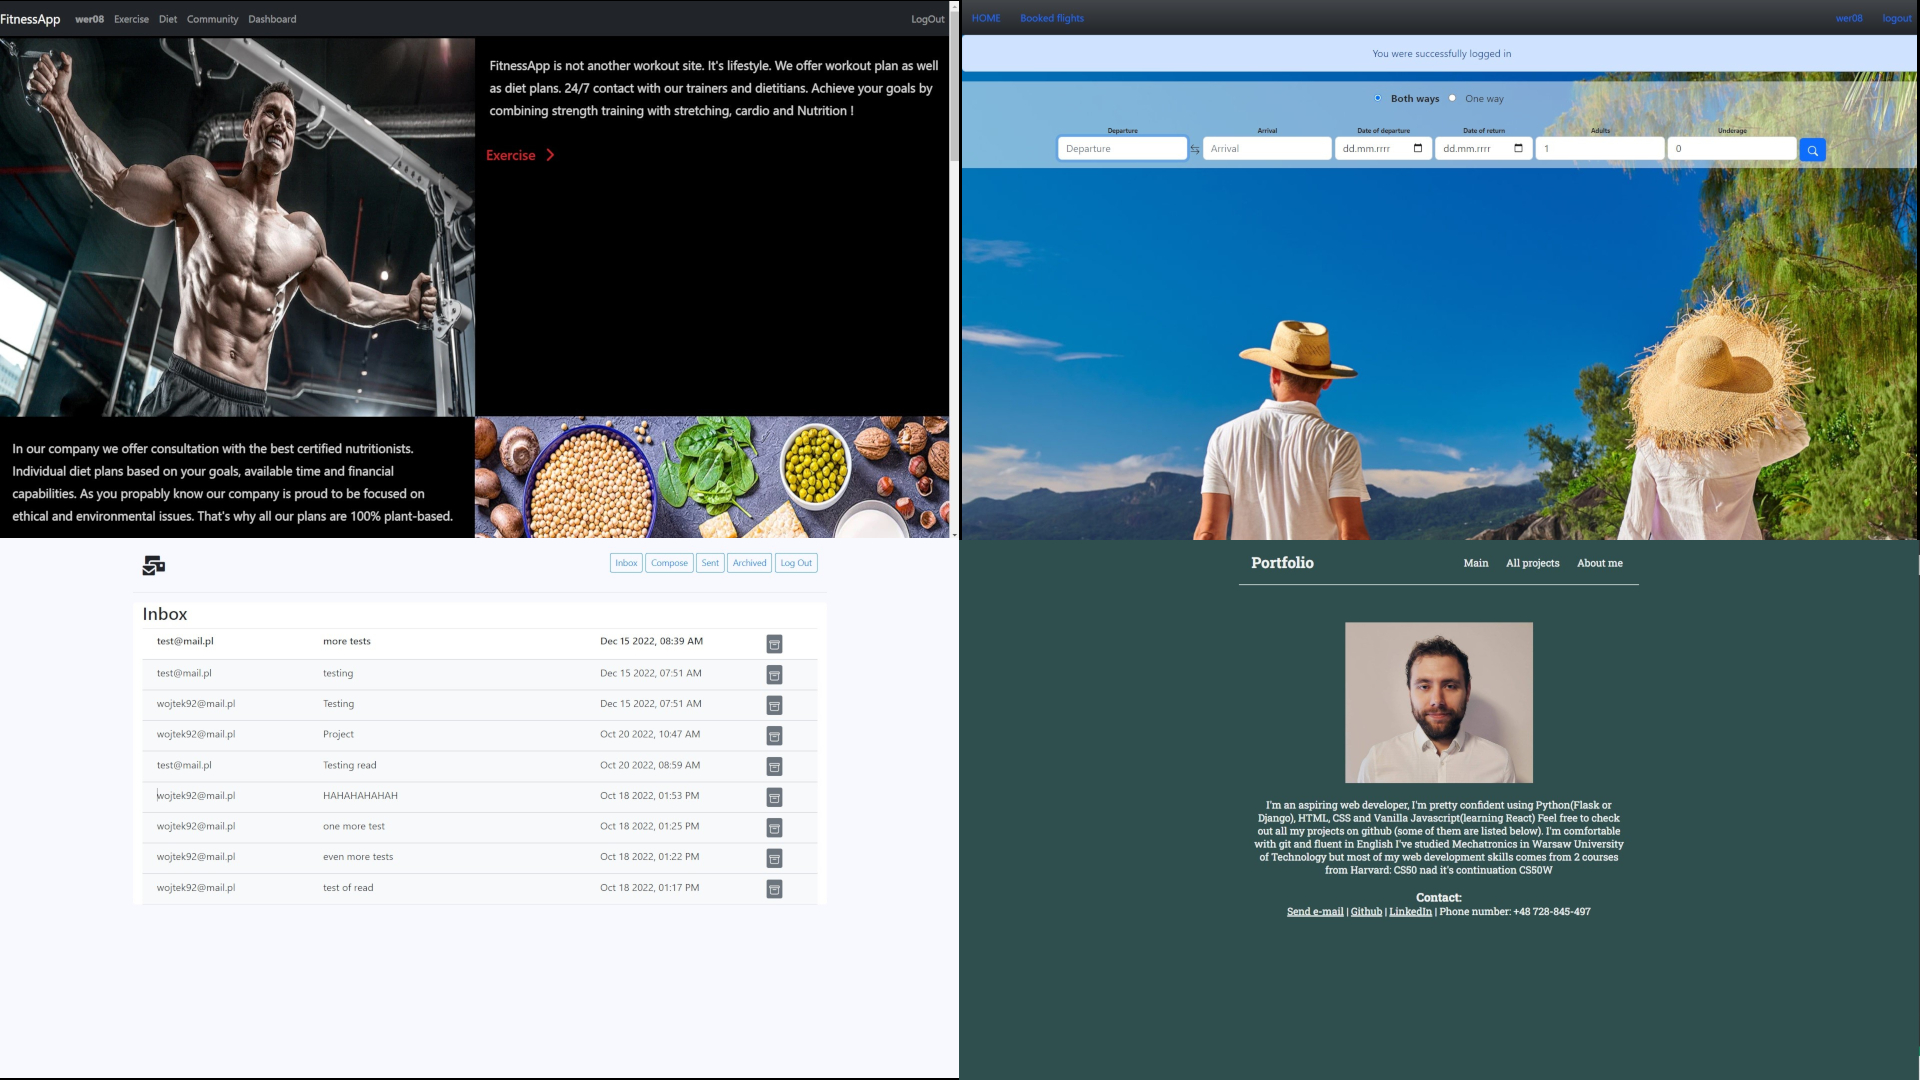 FitnessApp wer08 Exercise Diet Community Dashboard LogOut
FitnessApp is not another workout site. It's lifestyle. We offer workout plan as well
as diet plans. 24/7 contact with our trainers and dietitians. Achieve your goals by
combining strength training with stretching, cardio and Nutrition !
Exercise
In our company we offer consultation with the best certified nutritionists.
Individual diet plans based on your goals, available time and financial
capabilities. As you propably know our company is proud to be focused on
ethical and environmental issues. That's why all our plans are 100% plant-based.
HOME Booked flights wer08 logout
You were successfully logged in
Both ways One way
Departure Arrival Date of departure Date of return Adults Underage
Departure Arrival dd.mm.rrrr dd.mm.rrrr 1 0
Inbox Compose Sent Archived Log Out
Inbox
test@mail.pl more tests Dec 15 2022, 08:39 AM
test@mail.pl testing Dec 15 2022, 07:51 AM
wojtek92@mail.pl Testing Dec 15 2022, 07:51 AM
wojtek92@mail.pl Project Oct 20 2022, 10:47 AM
test@mail.pl Testing read Oct 20 2022, 08:59 AM
wojtek92@mail.pl HAHAHAHAHAH Oct 18 2022, 01:53 PM
wojtek92@mail.pl one more test Oct 18 2022, 01:25 PM
wojtek92@mail.pl even more tests Oct 18 2022, 01:22 PM
wojtek92@mail.pl test of read Oct 18 2022, 01:17 PM
Portfolio Main All projects About me
I'm an aspiring web developer, I'm pretty confident using Python(Flask or
Django), HTML, CSS and Vanilla Javascript(learning React) Feel free to check
out all my projects on github (some of them are listed below). I'm comfortable
with git and fluent in English I've studied Mechatronics in Warsaw University
of Technology but most of my web development skills comes from 2 courses
from Harvard: CS50 nad it's continuation CS50W
Contact:
Send e-mail | Github | LinkedIn | Phone number: +48 728-845-497